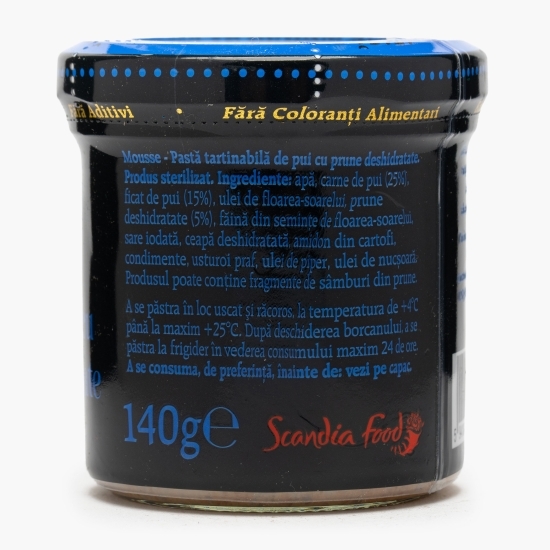 Fără Aditivi • Fără Coloranți Alimentari
Mousse - Pastă tartinabilă de pui cu prune deshidratate.
Produs sterilizat. Ingrediente: apă, carne de pui (25%),
ficat de pui (15%), ulei de floarea-soarelui, prune
deshidratate (5%), făină din semințe de floarea-soarelui,
sare iodată, ceapă deshidratată, amidon din cartofi,
condimente, usturoi praf, ulei de piper, ulei de nucșoară.
Produsul poate conține fragmente de sâmburi din prune.
A se păstra în loc uscat și răcoros, la temperatura de +4°C
până la maxim +25°C. După deschiderea borcanului, a se
păstra la frigider în vederea consumului maxim 24 de ore.
A se consuma, de preferință, înainte de: vezi pe capac.
140g℮
Scandia Food